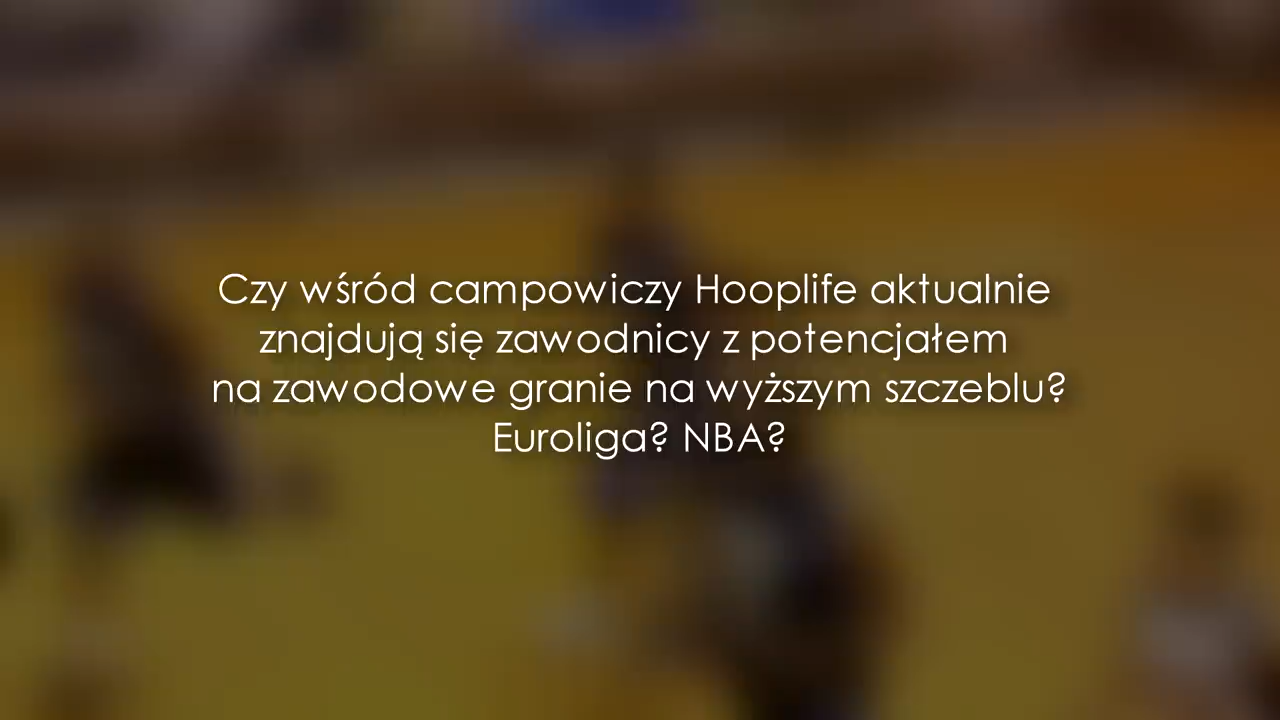 Czy wśród campowiczy Hooplife aktualnie
znajdują się zawodnicy z potencjałem
na zawodowe granie na wyższym szczeblu?
Euroliga? NBA?